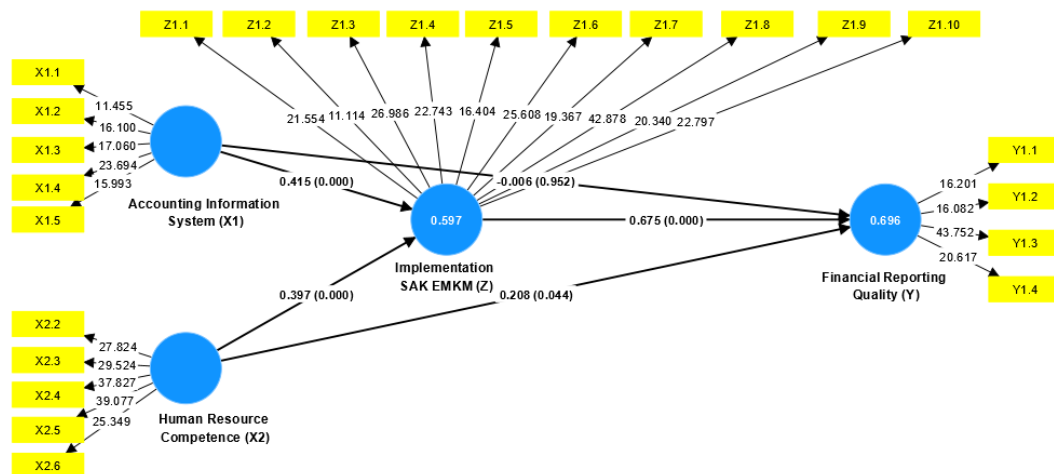 Z1.1
Z1.2
Z1.3
Z1.4
Z1.5
Z1.6
Z1.7
Z1.8
Z1.9
Z1.10
X1.1
X1.2
X1.3
X1.4
X1.5
11.455
16.100
17.060
23.694
15.993
Accounting Information
System (X1)
21.554
11.114
26.986
22.743
16.404
25.608
19.367
42.878
20.340
22.797
0.415 (0.000)
-0.006 (0.952)
0.597
0.675 (0.000)
0.696
Implementation
SAK EMKM (Z)
0.397 (0.000)
0.208 (0.044)
Financial Reporting
Quality (Y)
16.201
16.082
43.752
20.617
Y1.1
Y1.2
Y1.3
Y1.4
X2.2
X2.3
X2.4
X2.5
X2.6
27.824
29.524
37.827
39.077
25.349
Human Resource
Competence (X2)